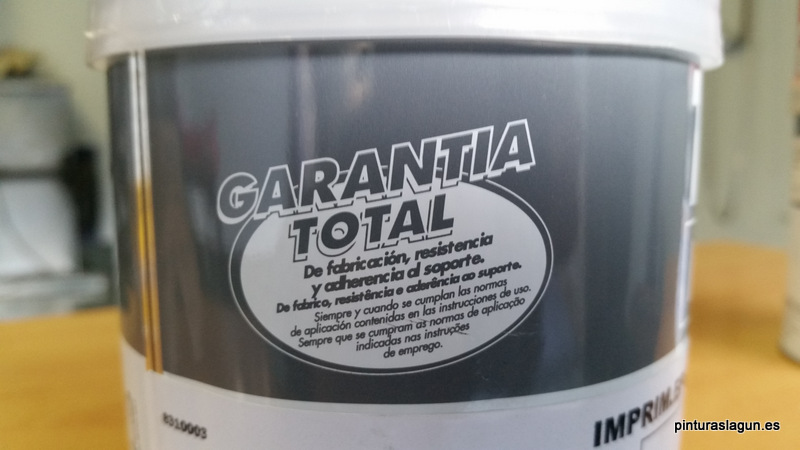 GARANTIA
TOTAL
De fabricación, resistencia
y adherencia al soporte.
De fabrico, resistência e aderência ao suporte.
Siempre y cuando se cumplan las normas
de aplicación contenidas en las instrucciones de uso.
Sempre que se cumpram as normas de aplicação
indicadas nas instruções
de emprego.
8310003
IMPRIM.
pinturaslagun.es